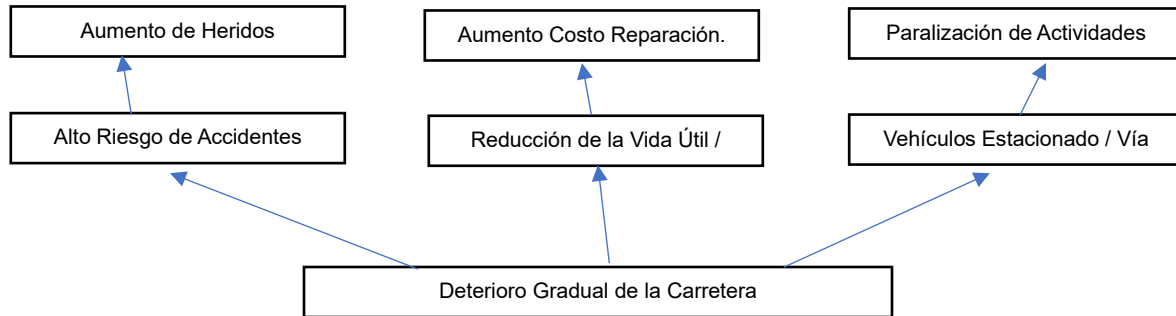 Aumento de Heridos
Aumento Costo Reparación.
Paralización de Actividades
Alto Riesgo de Accidentes
Reducción de la Vida Útil /
Vehículos Estacionado / Vía
Deterioro Gradual de la Carretera